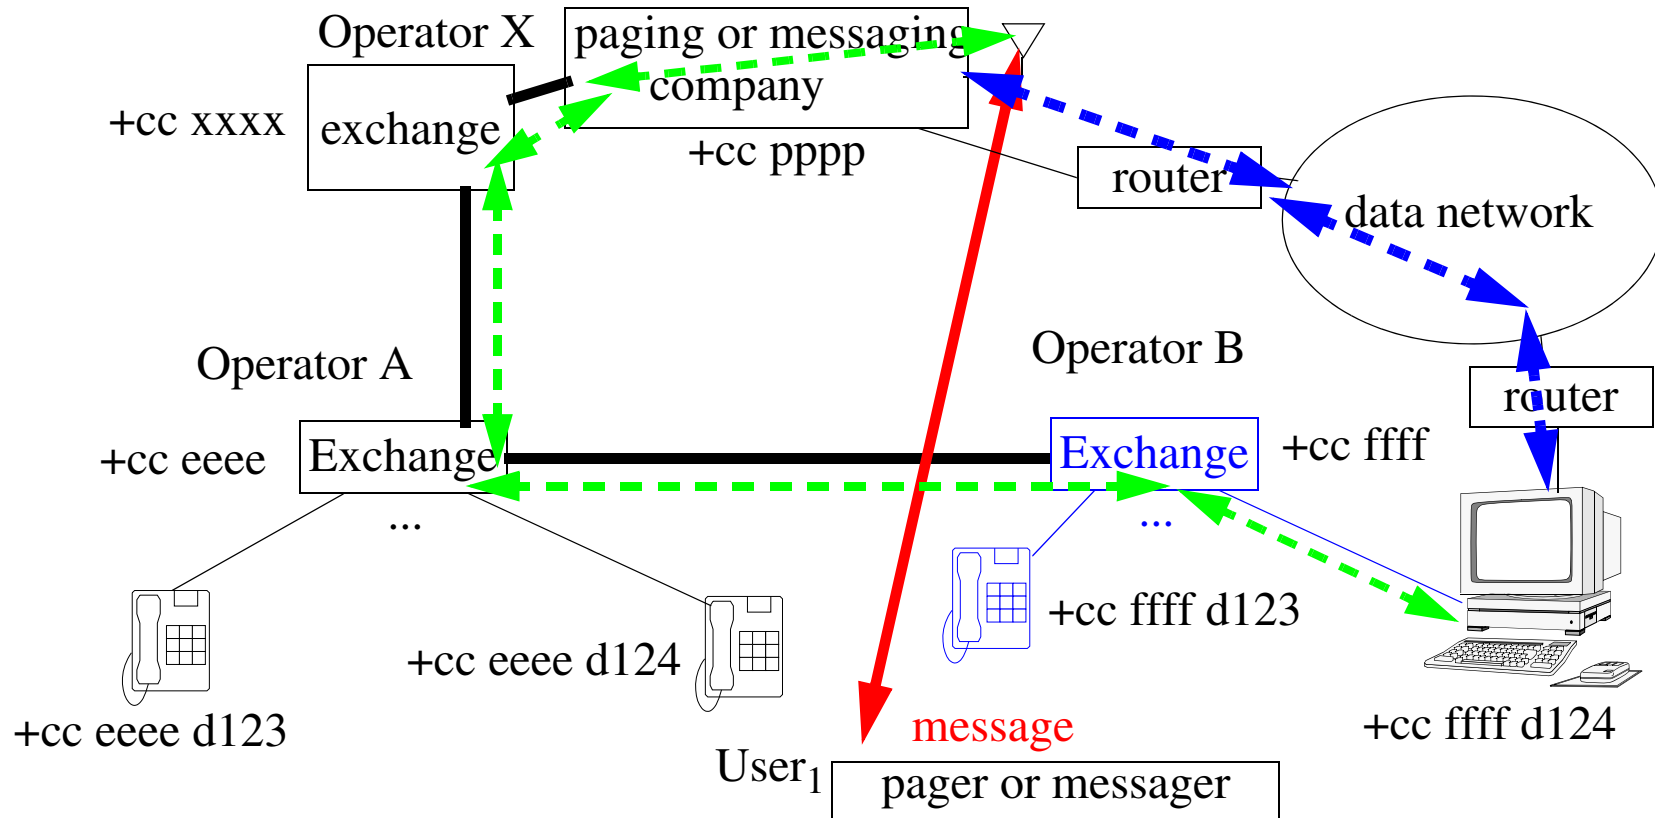 Operator X
paging or messaging
company
+cc xxxx
exchange
+cc pppp
router
data network
Operator A
Operator B
router
+cc eeee
Exchange
Exchange
+cc ffff
...
...
+cc ffff d123
+cc eeee d124
+cc eeee d123
message
+cc ffff d124
User1
pager or messager